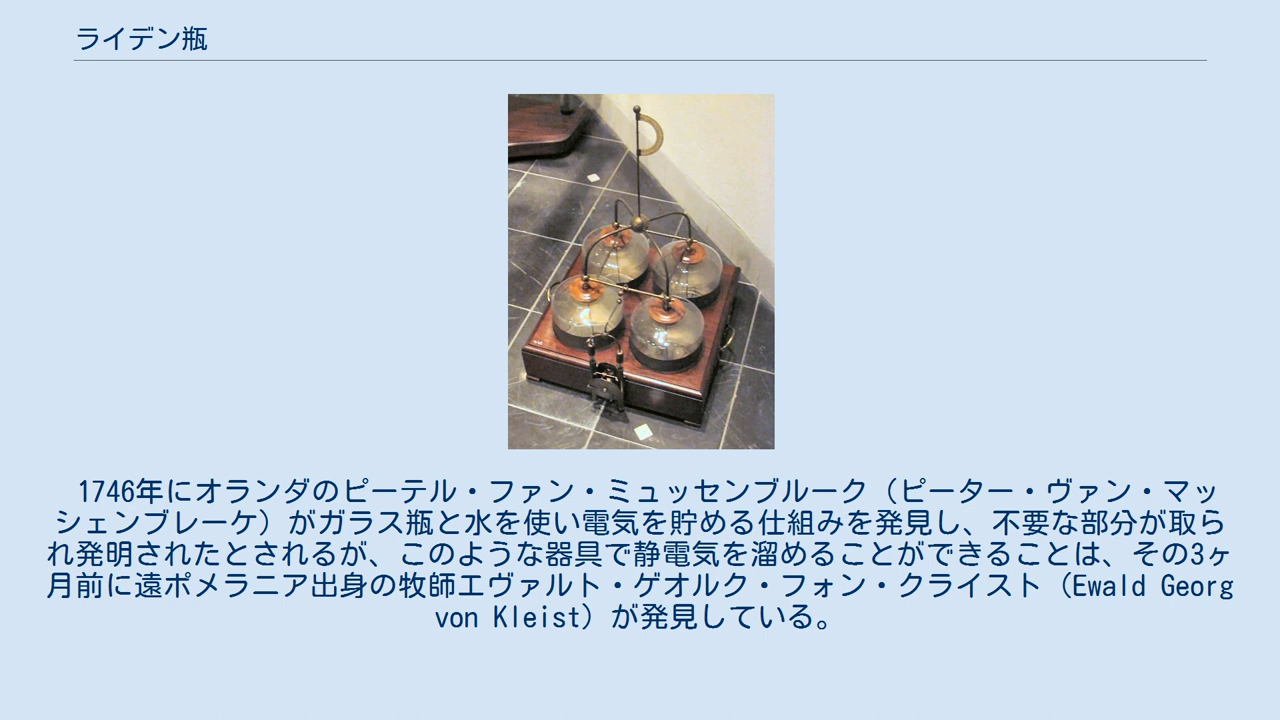 ライデン瓶
1746年にオランダのピーテル・ファン・ミュッセンブルーク（ピーター・ヴァン・マッ
シェンブレーケ）がガラス瓶と水を使い電気を貯める仕組みを発見し、不要な部分が取ら
れ発明されたとされるが、このような器具で静電気を溜めることができることは、その3ヶ
月前に遠ポメラニア出身の牧師エヴァルト・ゲオルク・フォン・クライスト（Ewald Georg
von Kleist）が発見している。